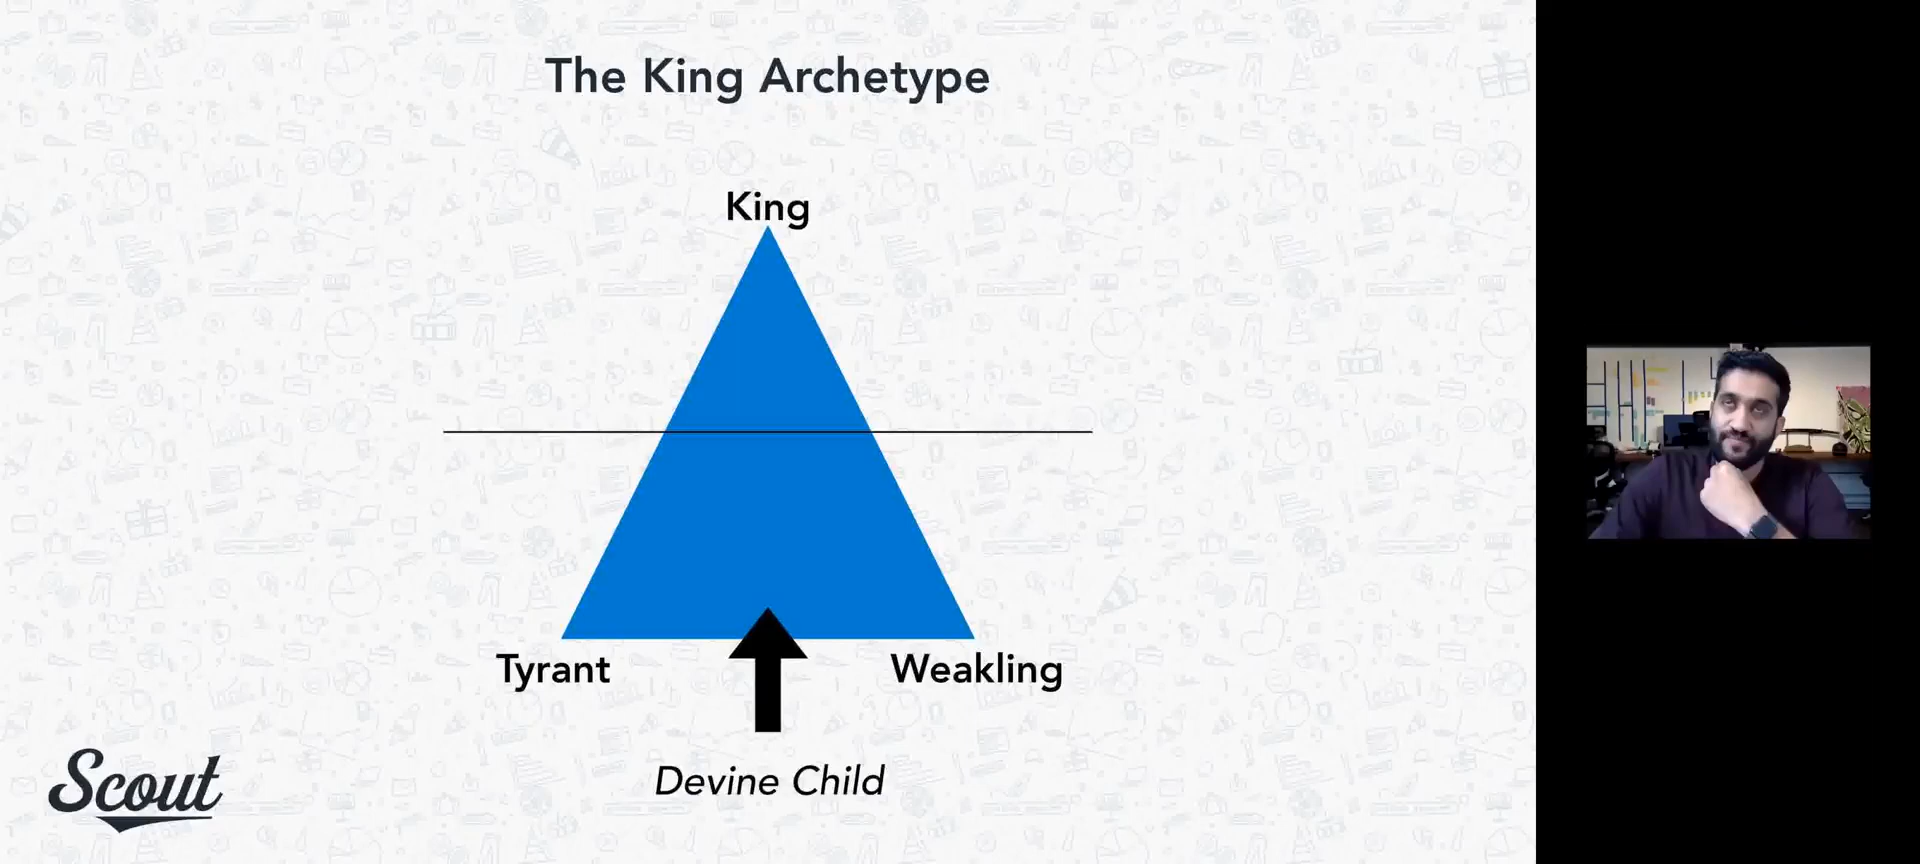 The King Archetype
King
Tyrant
Weakling
Devine Child
Scout